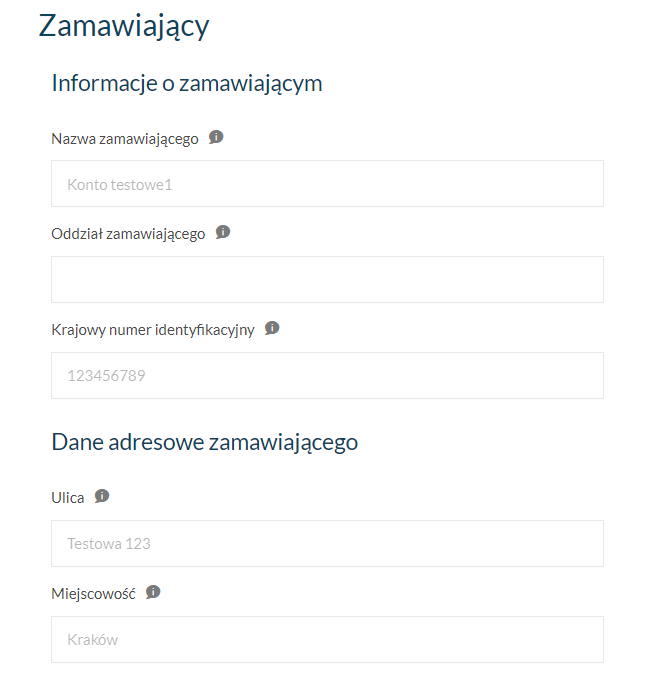 Zamawiający
Informacje o zamawiającym
Nazwa zamawiającego
Konto testowe1
Oddział zamawiającego
Krajowy numer identyfikacyjny
123456789
Dane adresowe zamawiającego
Ulica
Testowa 123
Miejscowość
Kraków